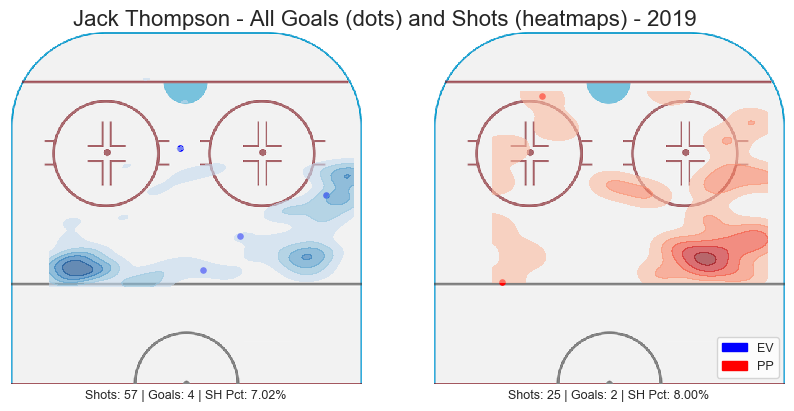 Jack Thompson - All Goals (dots) and Shots (heatmaps) - 2019
EV
PP
Shots: 57 | Goals: 4 | SH Pct: 7.02%
Shots: 25 | Goals: 2 | SH Pct: 8.00%